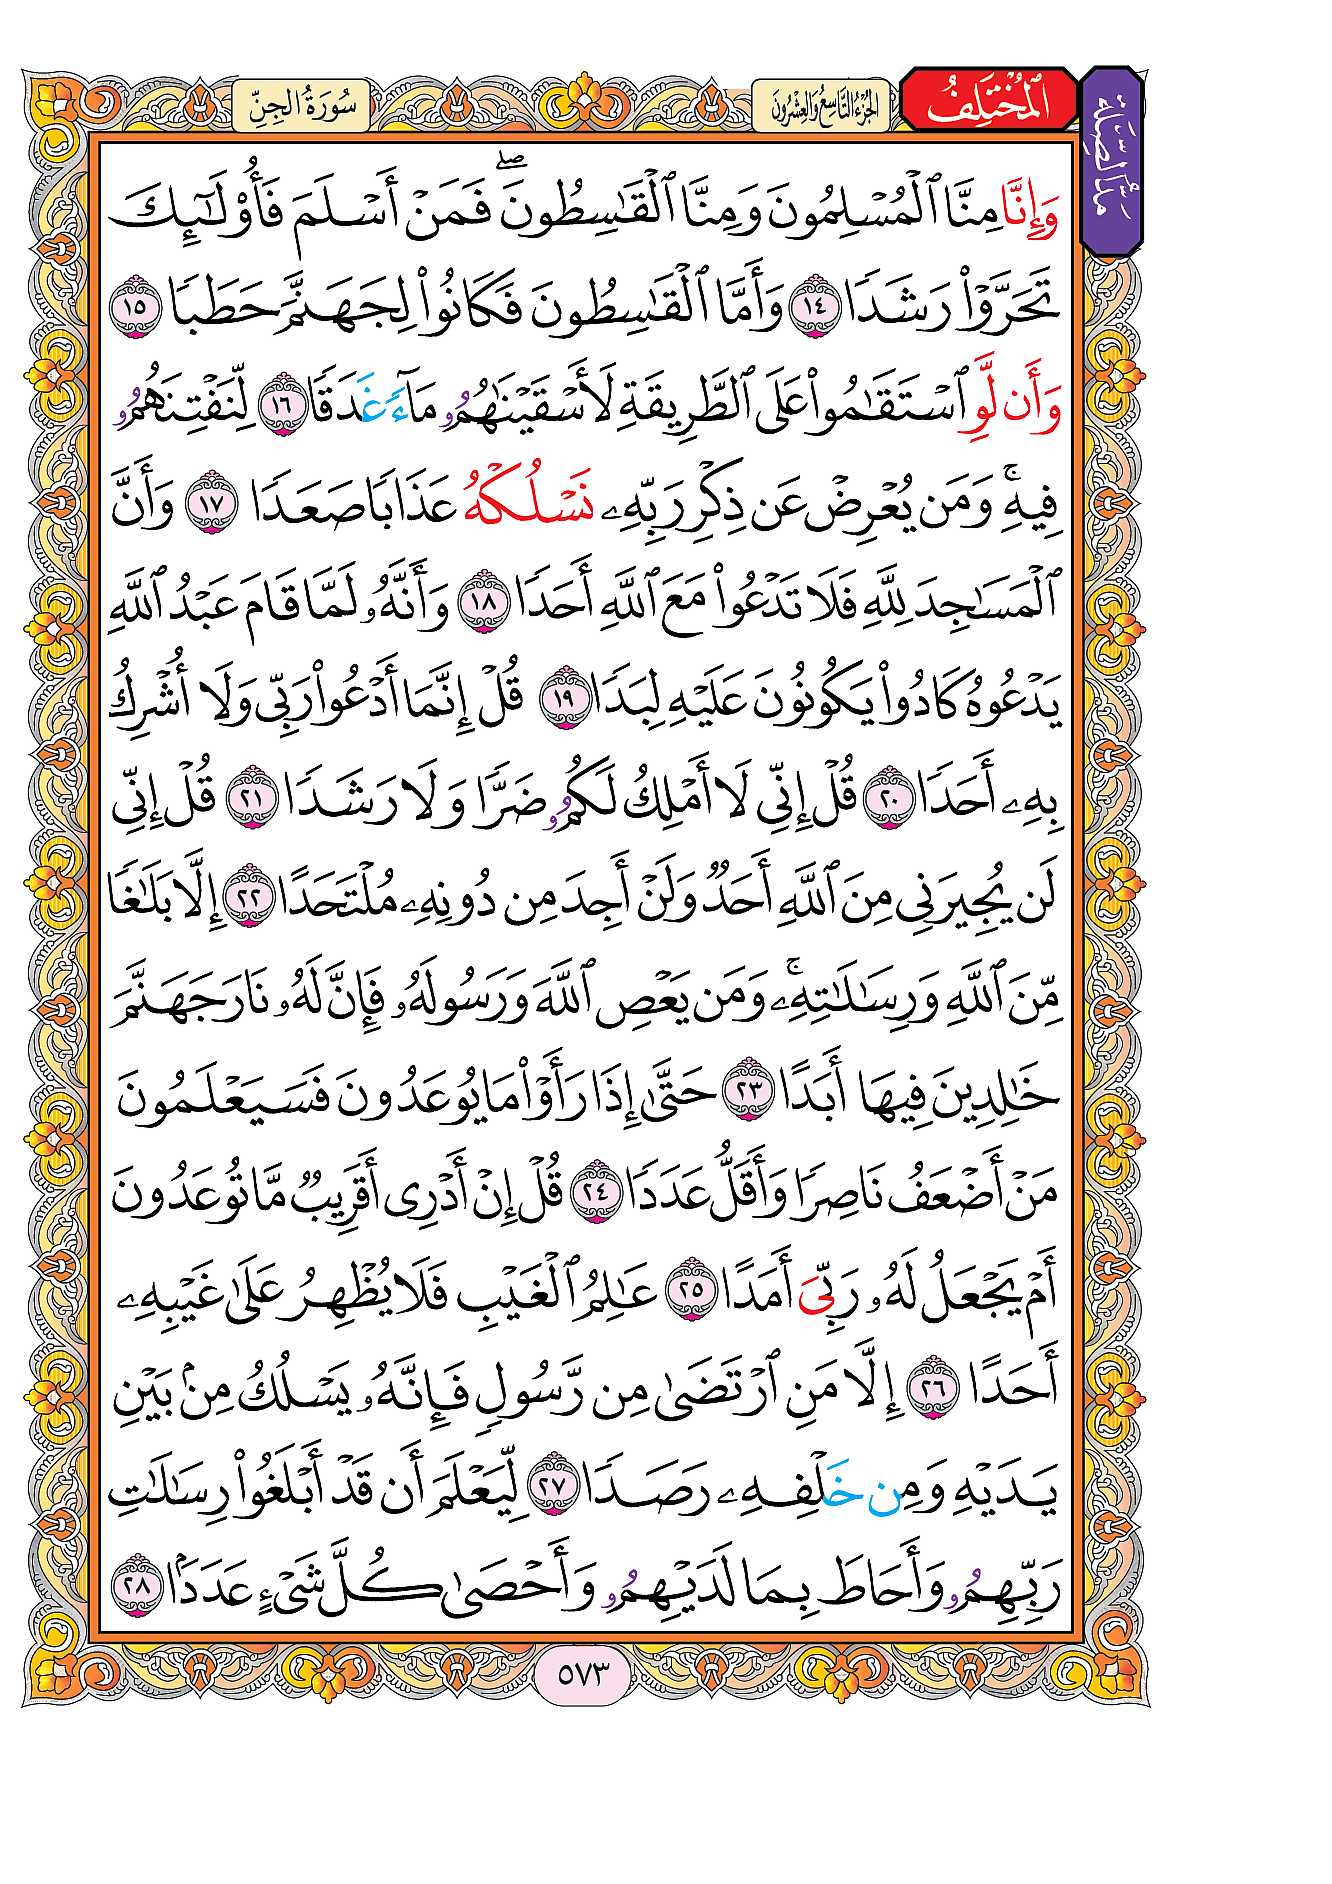 سُورَةُ الجِنِّ
الجُزْءُ التَّاسِعُ وَالعِشْرُونَ
المُخْتَلِفُ
مَدُّ الصِّلَة
وَإِنَّا مِنَّا ٱلْمُسْلِمُونَ وَمِنَّا ٱلْقَٰسِطُونَۖ فَمَنْ أَسْلَمَ فَأُوْلَٰٓئِكَ
تَحَرَّوْاْ رَشَدٗا ١٤ وَأَمَّا ٱلْقَٰسِطُونَ فَكَانُواْ لِجَهَنَّمَ حَطَبٗا ١٥
وَأَن لَّوِ ٱسْتَقَٰمُواْ عَلَى ٱلطَّرِيقَةِ لَأَسْقَيْنَٰهُمُۥ مَآءً غَدَقٗا ١٦ لِّنَفْتِنَهُمُۥ
فِيهِۚ وَمَن يُعْرِضْ عَن ذِكْرِ رَبِّهِۦ نَسْلُكْهُ عَذَابٗا صَعَدٗا ١٧ وَأَنَّ
ٱلْمَسَٰجِدَ لِلَّهِ فَلَا تَدْعُواْ مَعَ ٱللَّهِ أَحَدٗا ١٨ وَأَنَّهُۥ لَمَّا قَامَ عَبْدُ ٱللَّهِ
يَدْعُوهُ كَادُواْ يَكُونُونَ عَلَيْهِ لِبَدٗا ١٩ قُلْ إِنَّمَا أَدْعُواْ رَبِّي وَلَا أُشْرِكُ
بِهِۦ أَحَدٗا ٢٠ قُلْ إِنِّي لَا أَمْلِكُ لَكُمُۥ ضَرّٗا وَلَا رَشَدٗا ٢١ قُلْ إِنِّي
لَن يُجِيرَنِي مِنَ ٱللَّهِ أَحَدٞ وَلَنْ أَجِدَ مِن دُونِهِۦ مُلْتَحَدًا ٢٢ إِلَّا بَلَٰغٗا
مِّنَ ٱللَّهِ وَرِسَٰلَٰتِهِۦۚ وَمَن يَعْصِ ٱللَّهَ وَرَسُولَهُۥ فَإِنَّ لَهُۥ نَارَ جَهَنَّمَ
خَٰلِدِينَ فِيهَا أَبَدًا ٢٣ حَتَّىٰ إِذَا رَأَوْاْ مَا يُوعَدُونَ فَسَيَعْلَمُونَ
مَنْ أَضْعَفُ نَاصِرٗا وَأَقَلُّ عَدَدٗا ٢٤ قُلْ إِنْ أَدْرِي أَقَرِيبٞ مَّا تُوعَدُونَ
أَمْ يَجْعَلُ لَهُۥ رَبِّيَ أَمَدًا ٢٥ عَٰلِمُ ٱلْغَيْبِ فَلَا يُظْهِرُ عَلَىٰ غَيْبِهِۦ
أَحَدًا ٢٦ إِلَّا مَنِ ٱرْتَضَىٰ مِن رَّسُولٖ فَإِنَّهُۥ يَسْلُكُ مِنۢ بَيْنِ
يَدَيْهِ وَمِن خَلْفِهِۦ رَصَدٗا ٢٧ لِّيَعْلَمَ أَن قَدْ أَبْلَغُواْ رِسَٰلَٰتِ
رَبِّهِمُۥ وَأَحَاطَ بِمَا لَدَيْهِمُۥ وَأَحْصَىٰ كُلَّ شَيْءٍ عَدَدَۢا ٢٨
٥٧٣